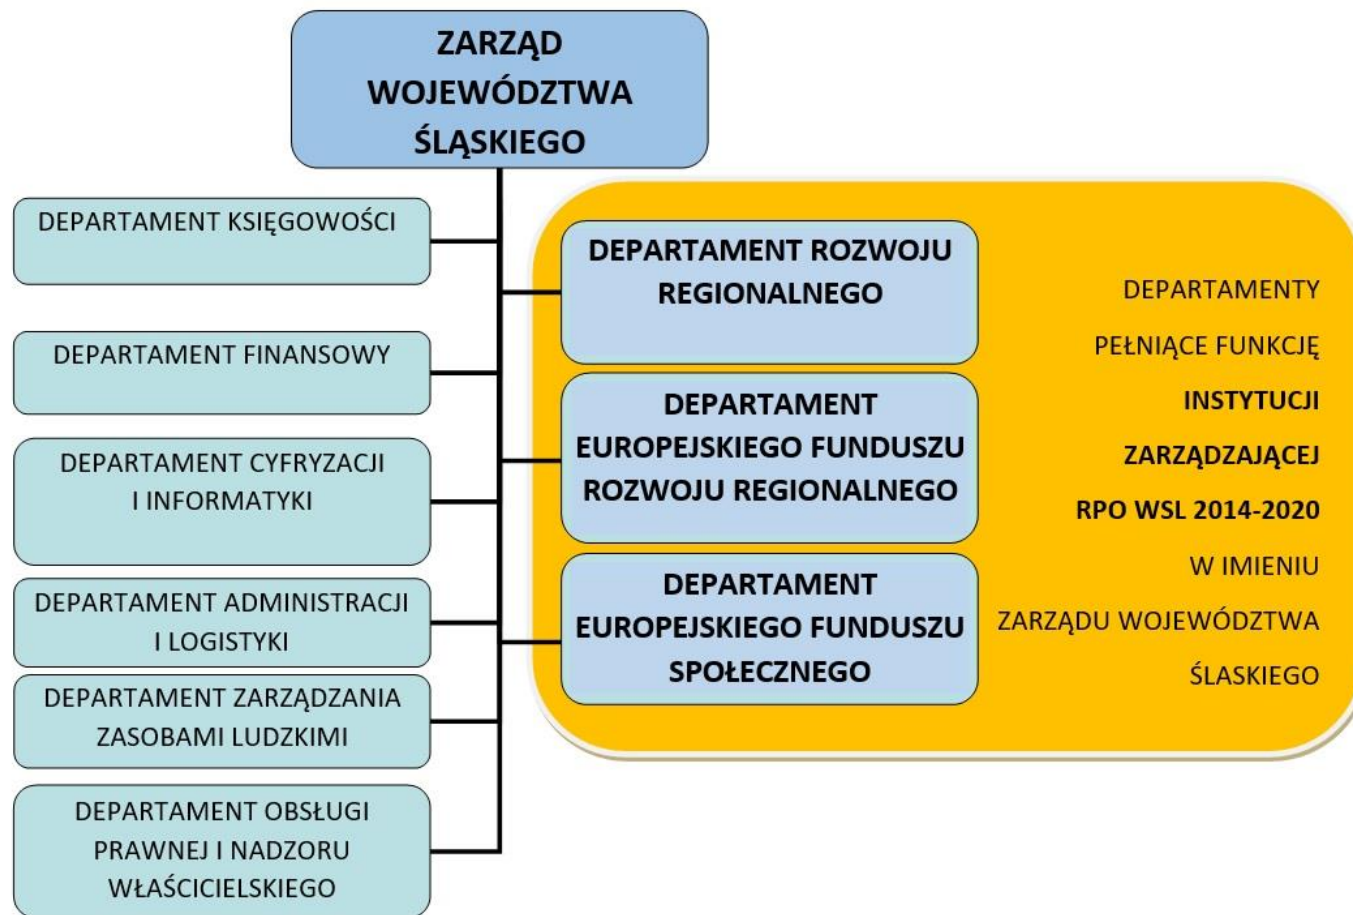 ZARZĄD
WOJEWÓDZTWA
ŚLĄSKIEGO
DEPARTAMENT KSIĘGOWOŚCI
DEPARTAMENT FINANSOWY
DEPARTAMENT CYFRYZACJI
I INFORMATYKI
DEPARTAMENT ADMINISTRACJI
I LOGISTYKI
DEPARTAMENT ZARZĄDZANIA
ZASOBAMI LUDZKIMI
DEPARTAMENT OBSŁUGI
PRAWNEJ I NADZORU
WŁAŚCICIELSKIEGO
DEPARTAMENT ROZWOJU
REGIONALNEGO
DEPARTAMENT
EUROPEJSKIEGO FUNDUSZU
ROZWOJU REGIONALNEGO
DEPARTAMENT
EUROPEJSKIEGO FUNDUSZU
SPOŁECZNEGO
DEPARTAMENTY
PEŁNIĄCE FUNKCJĘ
INSTYTUCJI
ZARZĄDZAJĄCEJ
RPO WSL 2014-2020
W IMIENIU
ZARZĄDU WOJEWÓDZTWA
ŚLASKIEGO